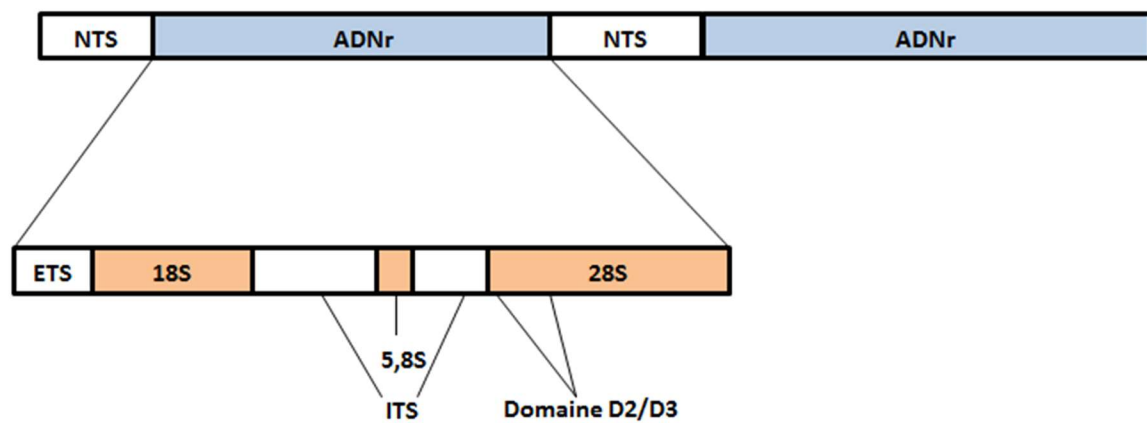 NTS ADNr NTS ADNr
ETS 18S 28S
5,8S
ITS Domaine D2/D3